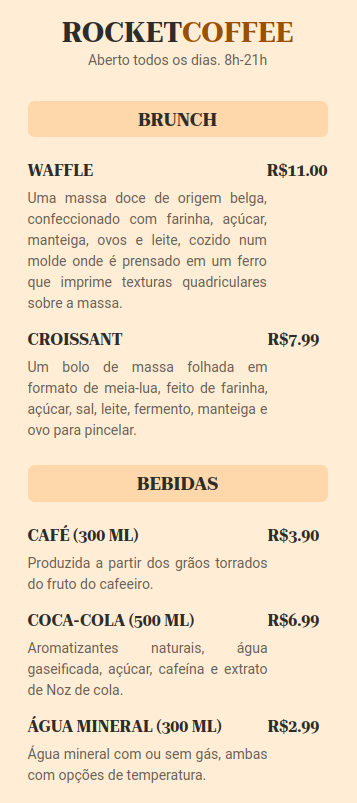 ROCKETCOFFEE
Aberto todos os dias. 8h-21h
BRUNCH
WAFFLE R$11.00
Uma massa doce de origem belga,
confeccionado com farinha, açúcar,
manteiga, ovos e leite, cozido num
molde onde é prensado em um ferro
que imprime texturas quadriculares
sobre a massa.
CROISSANT R$7.99
Um bolo de massa folhada em
formato de meia-lua, feito de farinha,
açúcar, sal, leite, fermento, manteiga e
ovo para pincelar.
BEBIDAS
CAFÉ (300 ML) R$3.90
Produzida a partir dos grãos torrados
do fruto do cafeeiro.
COCA-COLA (500 ML) R$6.99
Aromatizantes naturais, água
gaseificada, açúcar, cafeína e extrato
de Noz de cola.
ÁGUA MINERAL (300 ML) R$2.99
Água mineral com ou sem gás, ambas
com opções de temperatura.